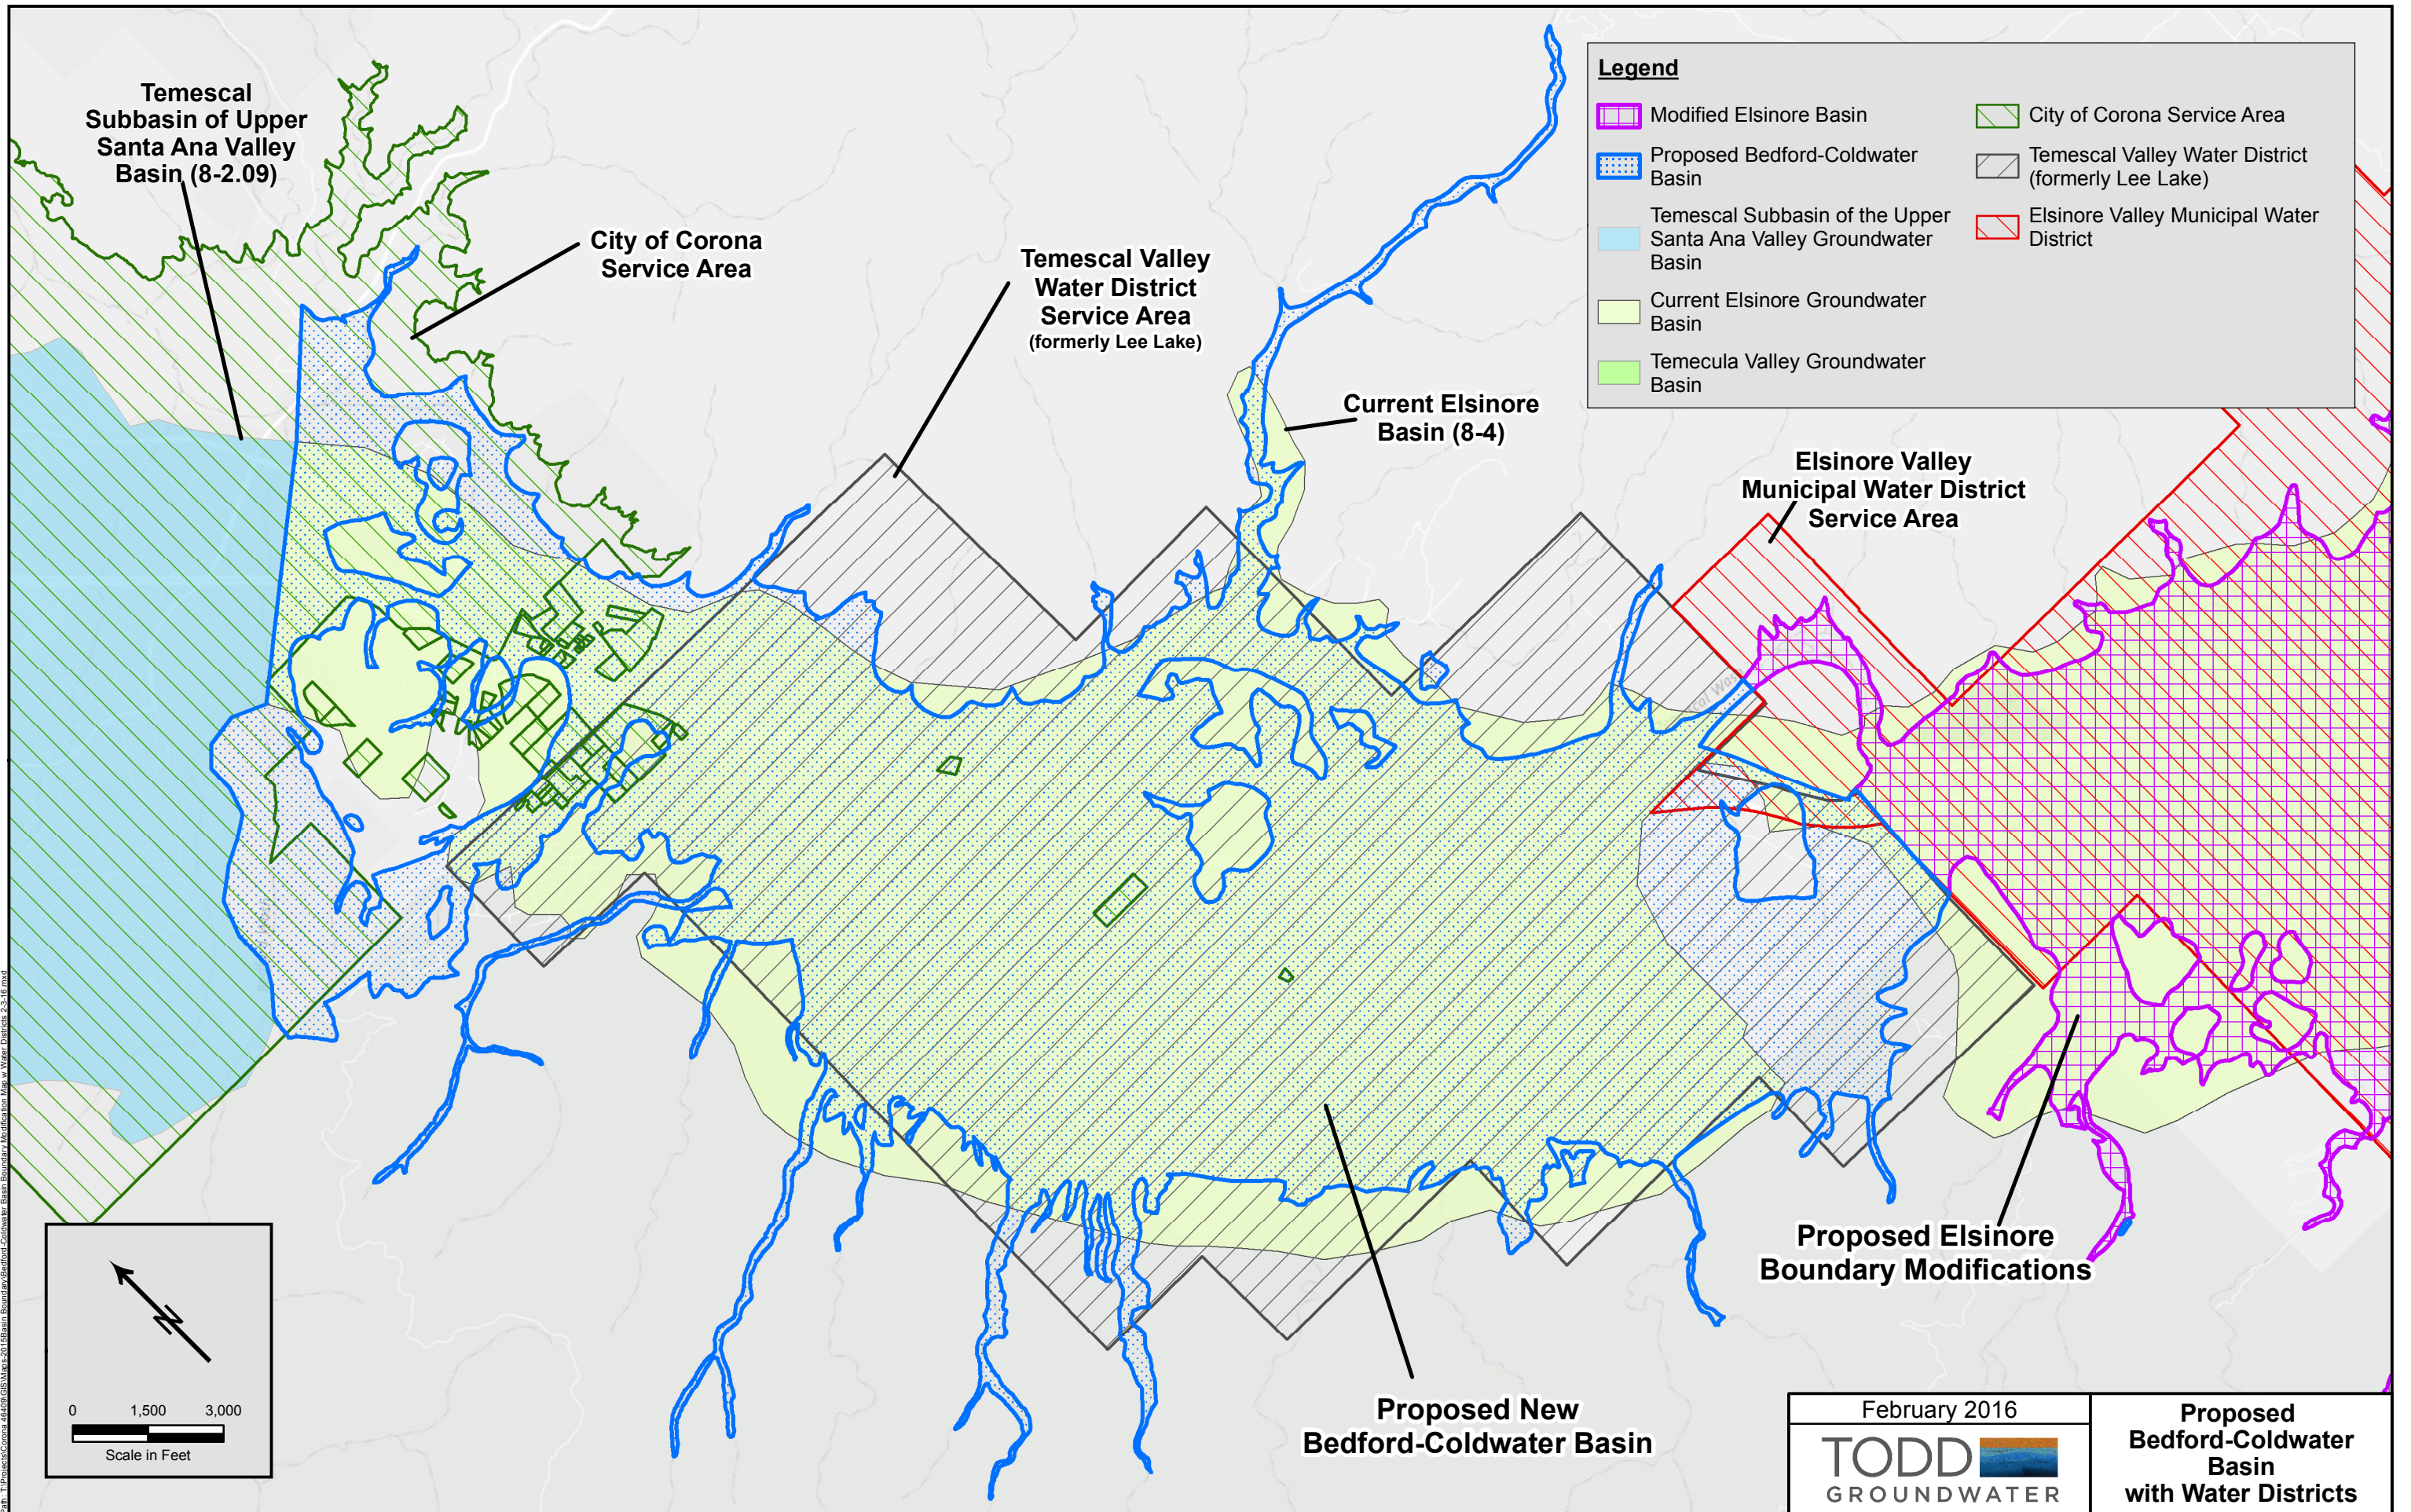 Temescal
Subbasin of Upper
Santa Ana Valley
Basin (8-2.09)
City of Corona
Service Area
Temescal Valley
Water District
Service Area
(formerly Lee Lake)
Current Elsinore
Basin (8-4)
Elsinore Valley
Municipal Water District
Service Area
Legend
Modified Elsinore Basin
Proposed Bedford-Coldwater
Basin
Temescal Subbasin of the Upper
Santa Ana Valley Groundwater
Basin
Current Elsinore Groundwater
Basin
Temecula Valley Groundwater
Basin
City of Corona Service Area
Temescal Valley Water District
(formerly Lee Lake)
Elsinore Valley Municipal Water
District
Proposed Elsinore
Boundary Modifications
Proposed New
Bedford-Coldwater Basin
N
0 1,500 3,000
Scale in Feet
February 2016
TODD
GROUNDWATER
Proposed
Bedford-Coldwater
Basin
with Water Districts